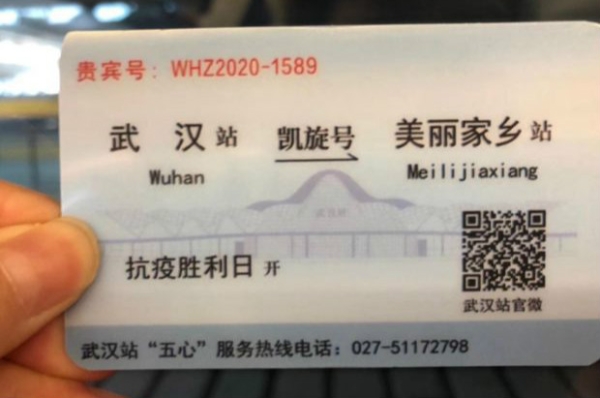 贵宾号：WHZ2020-1589
武汉站 凯旋号 美丽家乡站
Wuhan Meilijiaxiang
抗疫胜利日 开
武汉站官微
武汉站“五心”服务热线电话：027-51172798